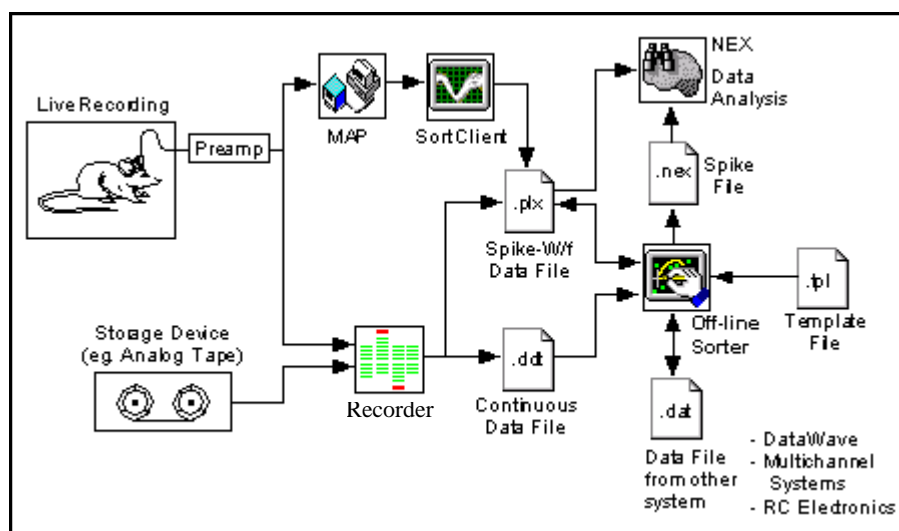 Live Recording
Preamp
MAP
SortClient
NEX
Data
Analysis
.nex
Spike
File
.plx
Spike-W/f
Data File
Off-line
Sorter
.tpl
Template
File
Storage Device
(eg. Analog Tape)
Recorder
.ddt
Continuous
Data File
.dat
Data File
from other
system
- DataWave
- Multichannel
Systems
- RC Electronics